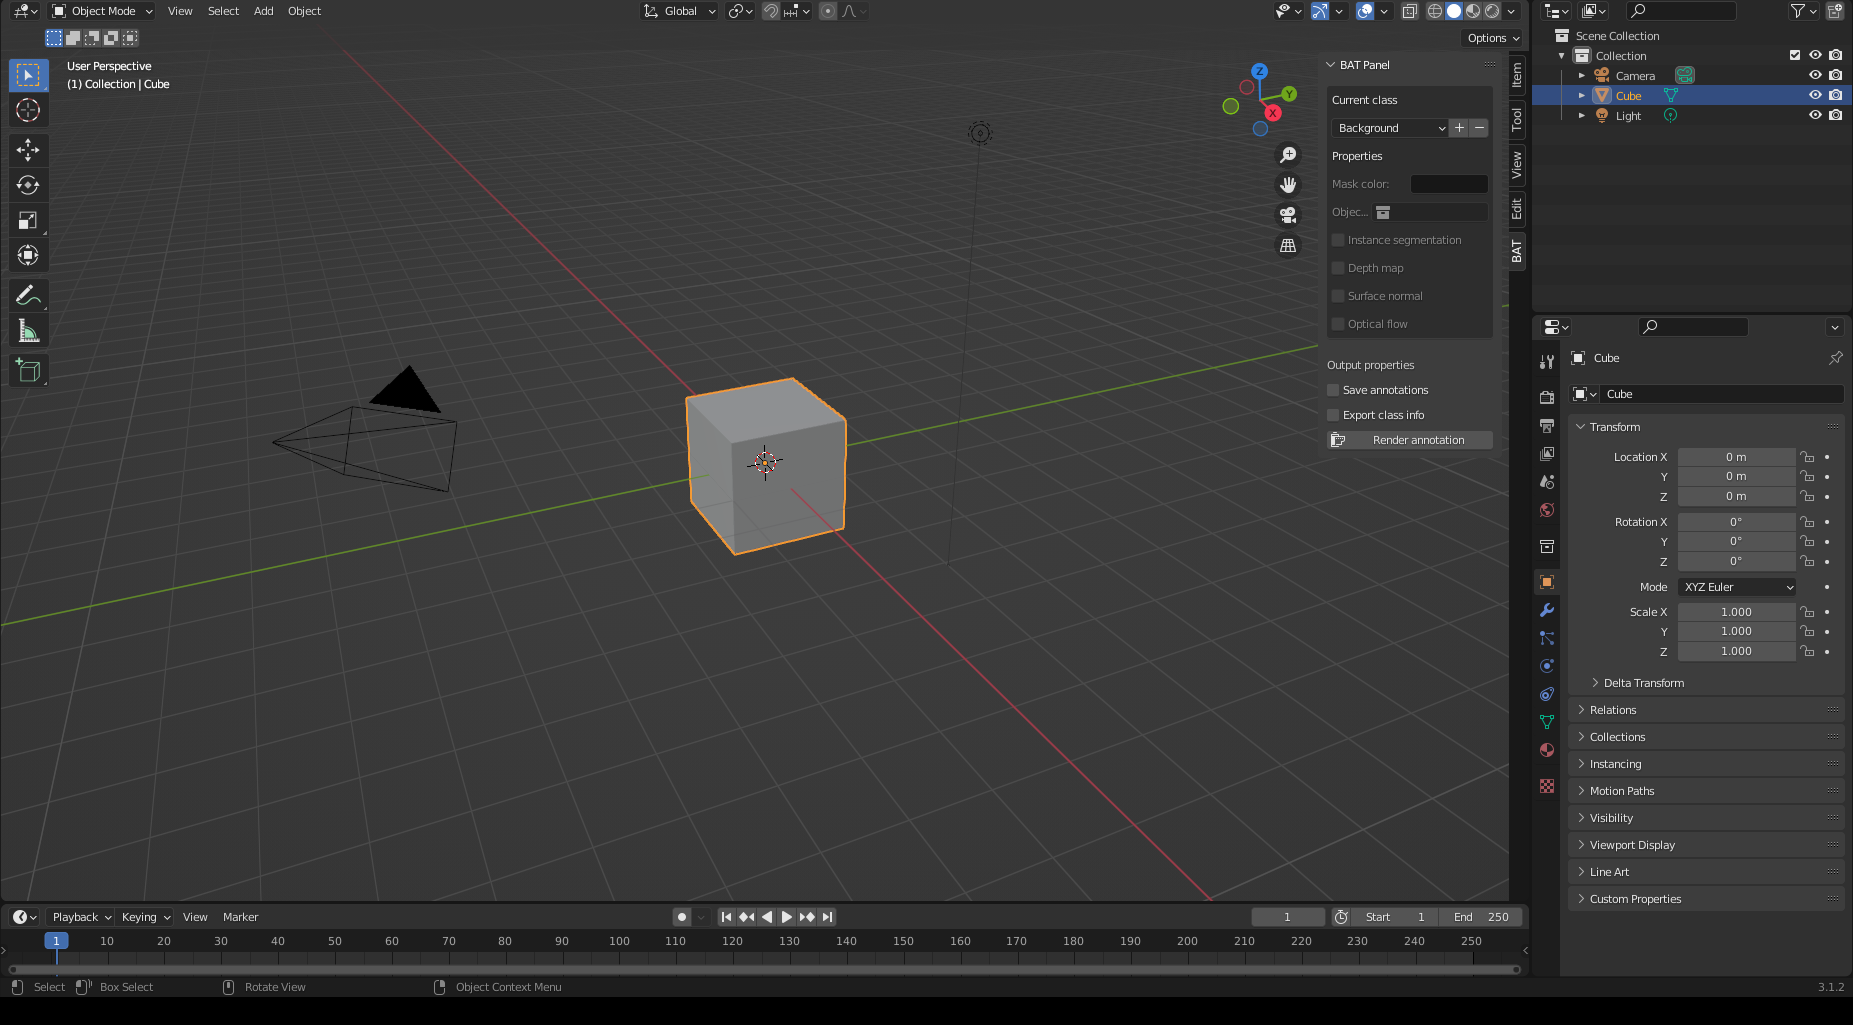 Object Mode View Select Add Object Global
Options
User Perspective
(1) Collection | Cube
Z
Y
X
BAT Panel
Current class
Background
Properties
Mask color:
Objec...
Instance segmentation
Depth map
Surface normal
Optical flow
Output properties
Save annotations
Export class info
Render annotation
Item
Tool
View
Edit
BAT
Scene Collection
Collection
Camera
Cube
Light
Cube
Cube
Transform
Location X 0 m
Y 0 m
Z 0 m
Rotation X 0°
Y 0°
Z 0°
Mode XYZ Euler
Scale X 1.000
Y 1.000
Z 1.000
Delta Transform
Relations
Collections
Instancing
Motion Paths
Visibility
Viewport Display
Line Art
Custom Properties
Playback Keying View Marker 1 Start 1 End 250
1 10 20 30 40 50 60 70 80 90 100 110 120 130 140 150 160 170 180 190 200 210 220 230 240 250
Select Box Select Rotate View Object Context Menu 3.1.2